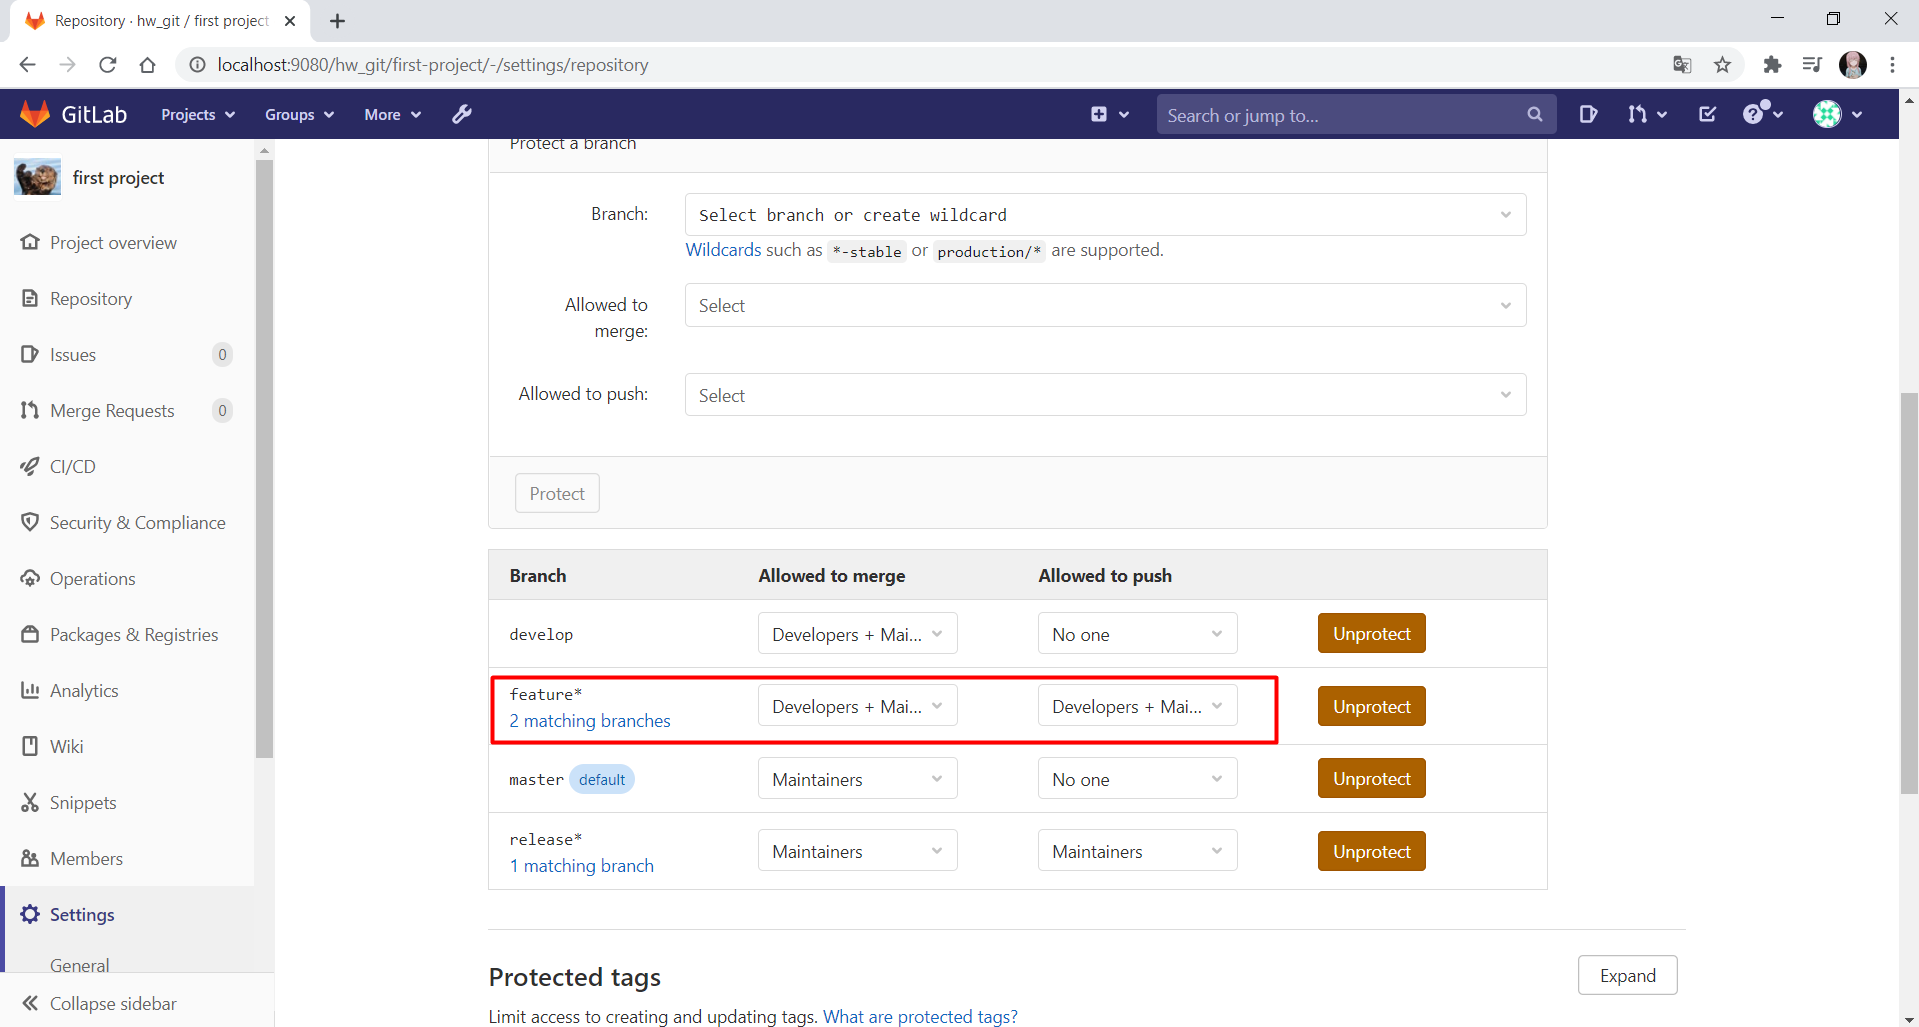 Repository · hw_git / first project
localhost:9080/hw_git/first-project/-/settings/repository
GitLab
Projects
Groups
More
Search or jump to...
first project
Project overview
Repository
Issues 0
Merge Requests 0
CI/CD
Security & Compliance
Operations
Packages & Registries
Analytics
Wiki
Snippets
Members
Settings
General
Collapse sidebar
Protect a branch
Branch: Select branch or create wildcard
Wildcards such as *-stable or production/* are supported.
Allowed to merge: Select
Allowed to push: Select
Protect
Branch Allowed to merge Allowed to push
develop Developers + Mai... No one Unprotect
feature*
2 matching branches Developers + Mai... Developers + Mai... Unprotect
master default Maintainers No one Unprotect
release*
1 matching branch Maintainers Maintainers Unprotect
Protected tags
Expand
Limit access to creating and updating tags. What are protected tags?